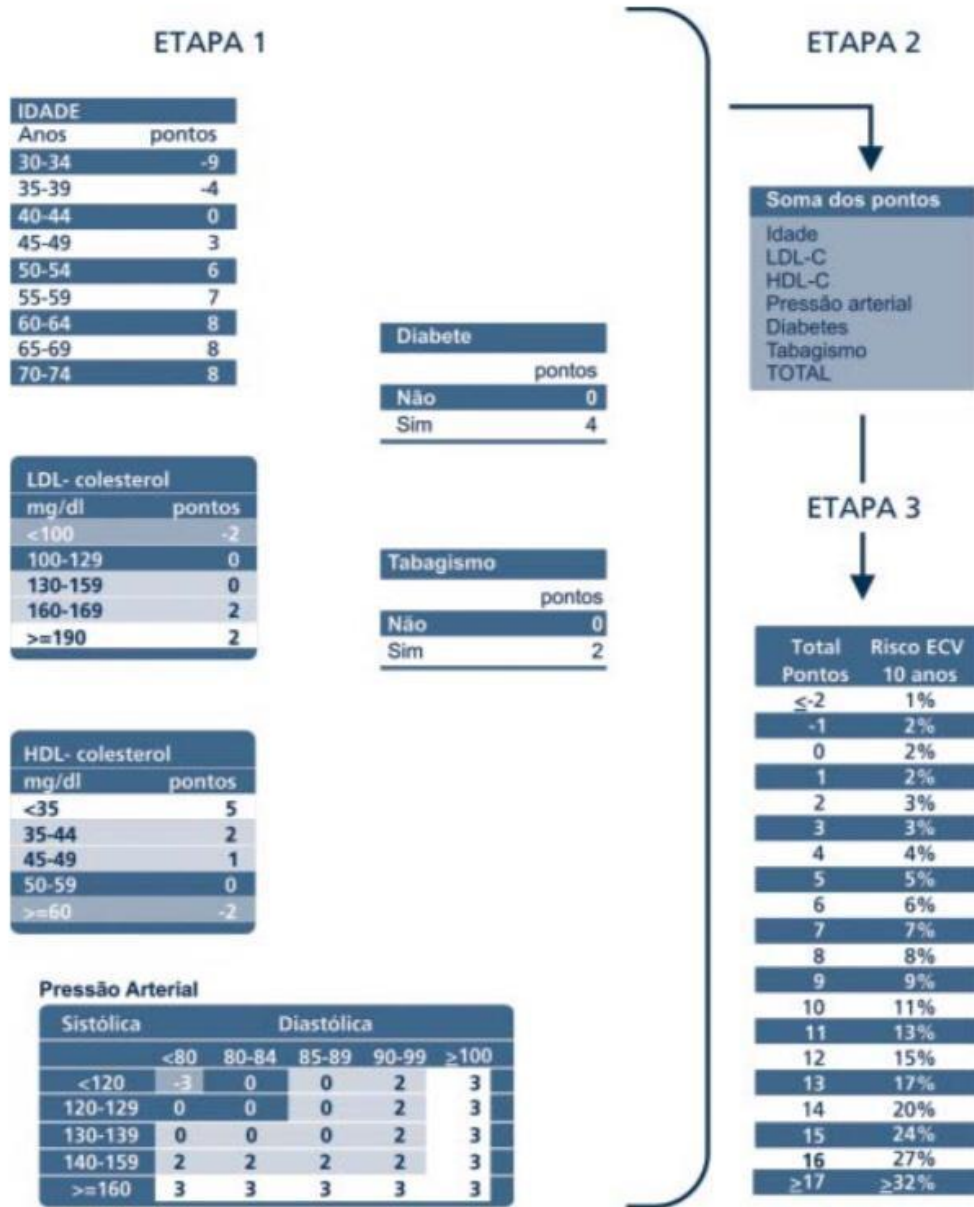 ETAPA 1
IDADE
Anos pontos
30-34 -9
35-39 -4
40-44 0
45-49 3
50-54 6
55-59 7
60-64 8
65-69 8
70-74 8
LDL- colesterol
mg/dl pontos
<100 -2
100-129 0
130-159 0
160-169 2
>=190 2
HDL- colesterol
mg/dl pontos
<35 5
35-44 2
45-49 1
50-59 0
>=60 -2
Diabete
pontos
Não 0
Sim 4
Tabagismo
pontos
Não 0
Sim 2
Pressão Arterial
Sistólica Diastólica
<80 80-84 85-89 90-99 ≥100
<120 -3 0 0 2 3
120-129 0 0 0 2 3
130-139 0 0 0 2 3
140-159 2 2 2 2 3
>=160 3 3 3 3 3
ETAPA 2
Soma dos pontos
Idade
LDL-C
HDL-C
Pressão arterial
Diabetes
Tabagismo
TOTAL
ETAPA 3
Total Risco ECV
Pontos 10 anos
≤-2 1%
-1 2%
0 2%
1 2%
2 3%
3 3%
4 4%
5 5%
6 6%
7 7%
8 8%
9 9%
10 11%
11 13%
12 15%
13 17%
14 20%
15 24%
16 27%
≥17 ≥32%